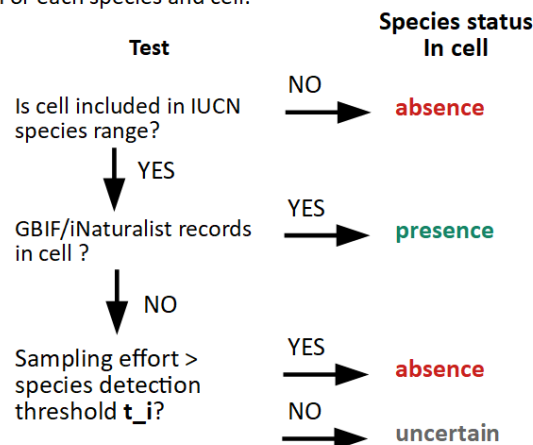 For each species and cell:
Species status
In cell
Test
NO
Is cell included in IUCN
species range?
absence
YES
YES
GBIF/iNaturalist records
in cell ?
presence
NO
YES
Sampling effort >
species detection
threshold t_i?
absence
NO
uncertain